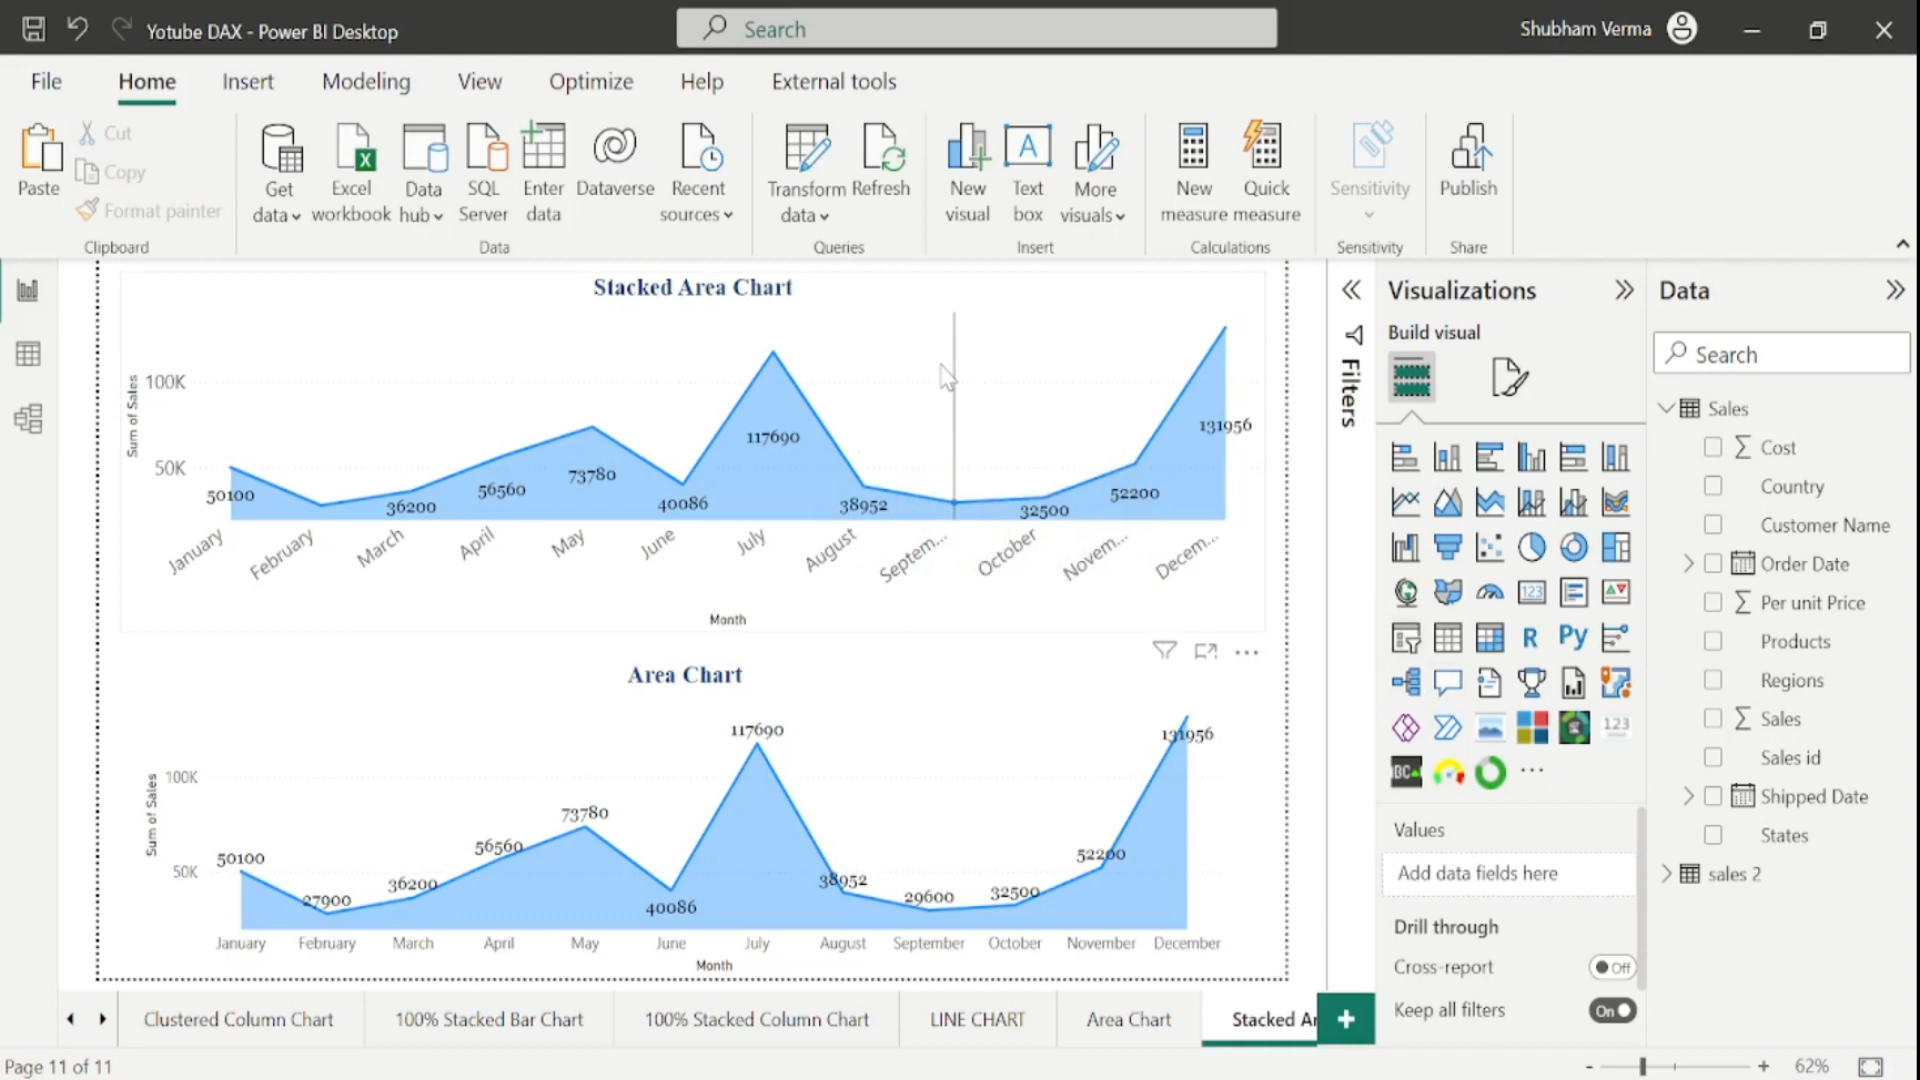 Yotube DAX - Power BI Desktop
Search
Shubham Verma
File
Home
Insert
Modeling
View
Optimize
Help
External tools
Paste
Cut
Copy
Format painter
Clipboard
Get data
Excel workbook
Data hub
SQL Server
Enter data
Dataverse
Recent sources
Data
Transform data
Refresh
Queries
New visual
Text box
More visuals
Insert
New measure
Quick measure
Calculations
Sensitivity
Sensitivity
Publish
Share
Stacked Area Chart
Sum of Sales
100K
50K
50100
36200
56560
73780
40086
117690
38952
32500
52200
131956
January
February
March
April
May
June
July
August
Septem...
October
Novem...
Decem...
Month
Area Chart
Sum of Sales
100K
50K
50100
27900
36200
56560
73780
40086
117690
38952
29600
32500
52200
131956
January
February
March
April
May
June
July
August
September
October
November
December
Month
Filters
Visualizations
Build visual
123
R
Py
123
Values
Add data fields here
Drill through
Cross-report
Off
Keep all filters
On
Data
Search
Sales
Cost
Country
Customer Name
Order Date
Per unit Price
Products
Regions
Sales
Sales id
Shipped Date
States
sales 2
Clustered Column Chart
100% Stacked Bar Chart
100% Stacked Column Chart
LINE CHART
Area Chart
Stacked Ar
Page 11 of 11
62%